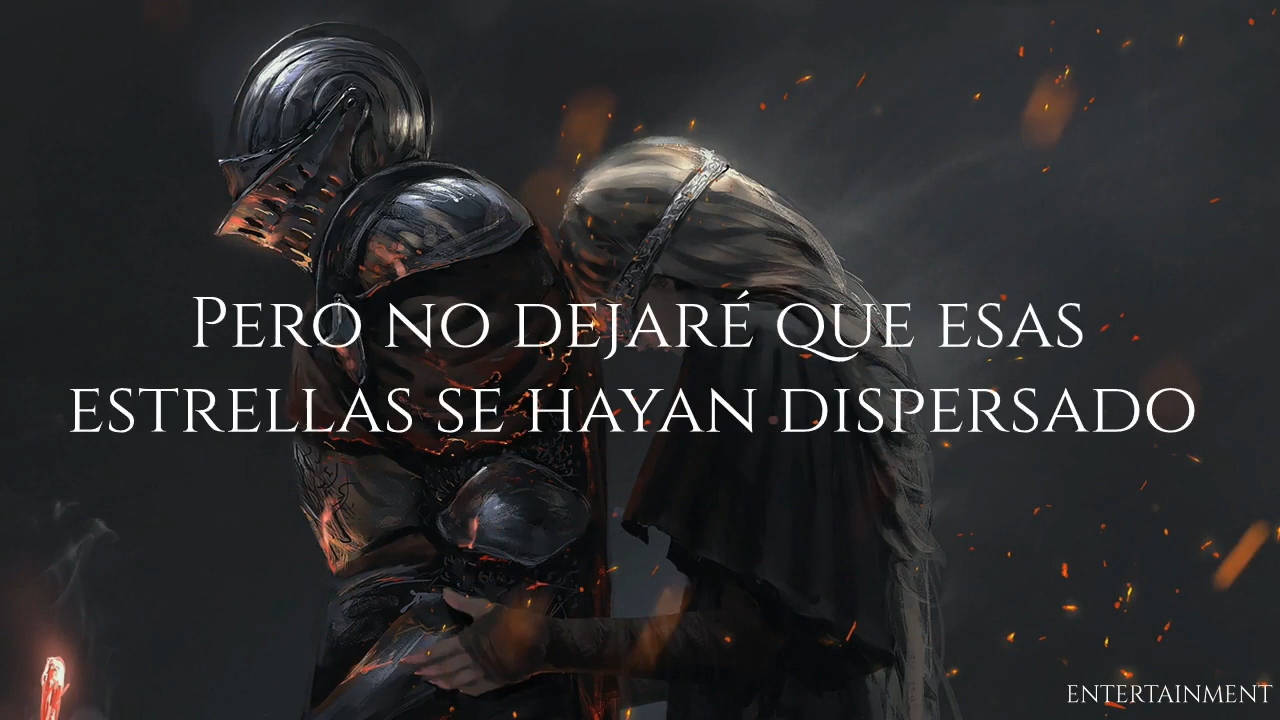 Pero no dejaré que esas
estrellas se hayan dispersado
ENTERTAINMENT